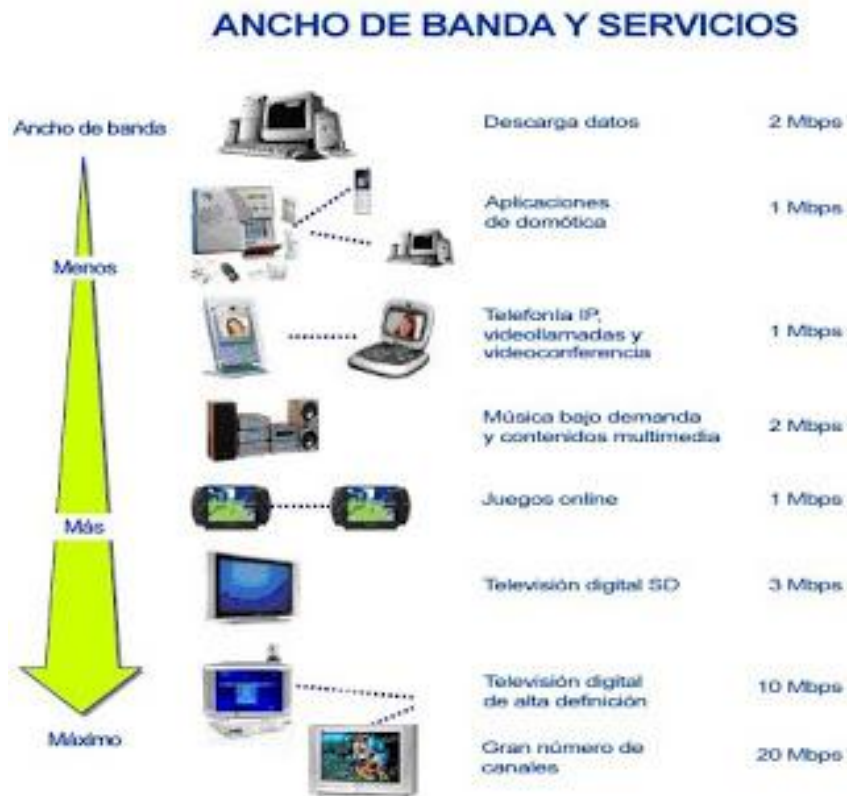 ANCHO DE BANDA Y SERVICIOS
Ancho de banda
Menos
Más
Máximo
Descarga datos 2 Mbps
Aplicaciones
de domótica 1 Mbps
Telefonía IP,
videollamadas y
videoconferencia 1 Mbps
Música bajo demanda
y contenidos multimedia 2 Mbps
Juegos online 1 Mbps
Televisión digital SD 3 Mbps
Televisión digital
de alta definición 10 Mbps
Gran número de
canales 20 Mbps